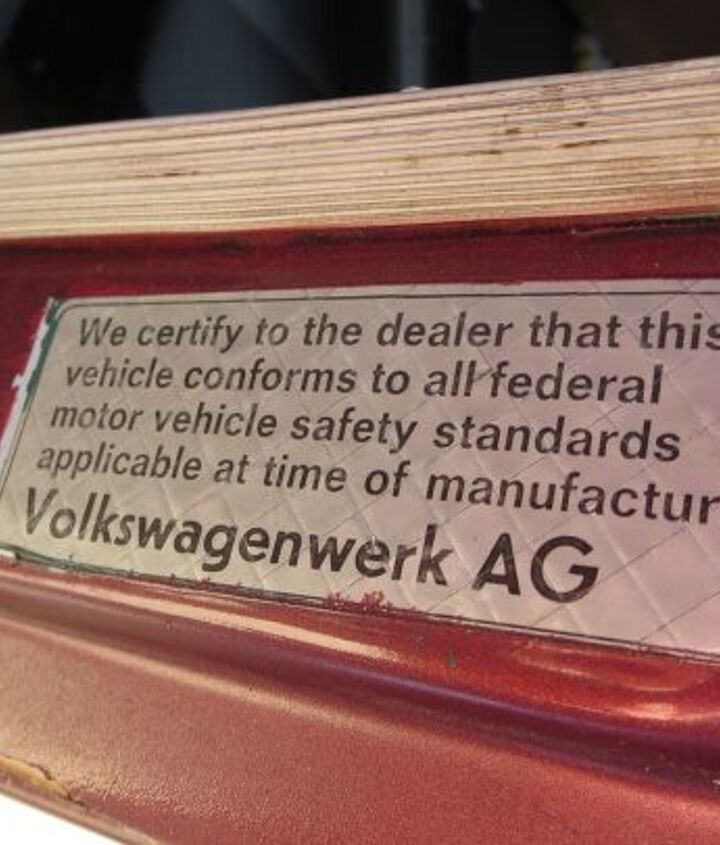 We certify to the dealer that this
vehicle conforms to all federal
motor vehicle safety standards
applicable at time of manufactur
Volkswagenwerk AG